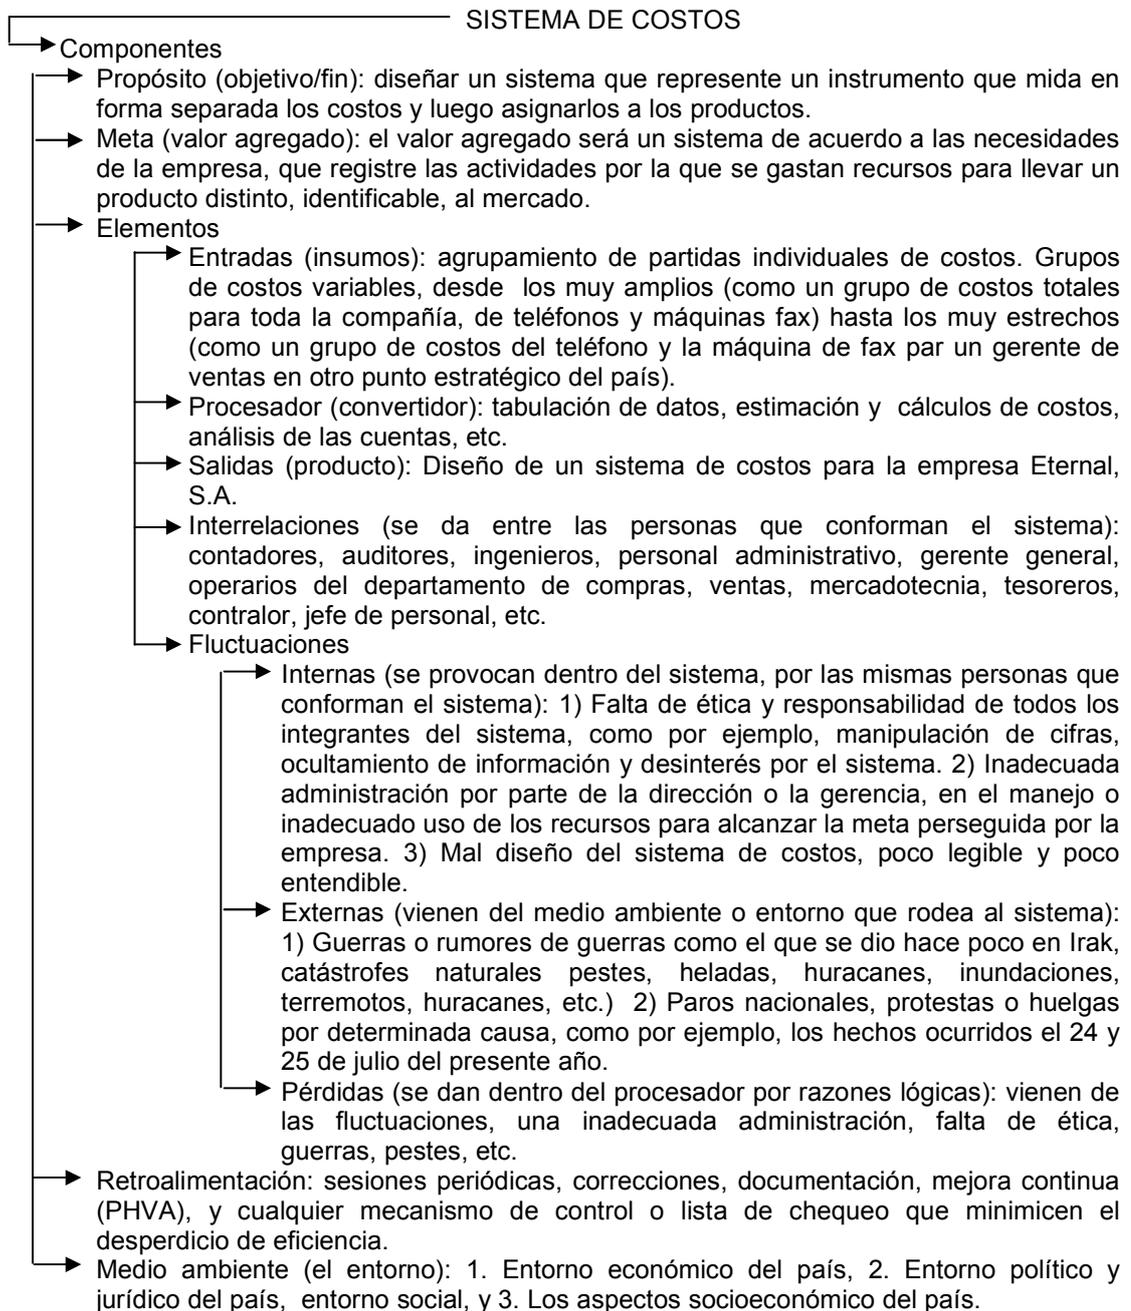 SISTEMA DE COSTOS
Componentes
Propósito (objetivo/fin): diseñar un sistema que represente un instrumento que mida en
forma separada los costos y luego asignarlos a los productos.
Meta (valor agregado): el valor agregado será un sistema de acuerdo a las necesidades
de la empresa, que registre las actividades por la que se gastan recursos para llevar un
producto distinto, identificable, al mercado.
Elementos
Entradas (insumos): agrupamiento de partidas individuales de costos. Grupos
de costos variables, desde los muy amplios (como un grupo de costos totales
para toda la compañía, de teléfonos y máquinas fax) hasta los muy estrechos
(como un grupo de costos del teléfono y la máquina de fax par un gerente de
ventas en otro punto estratégico del país).
Procesador (convertidor): tabulación de datos, estimación y cálculos de costos,
análisis de las cuentas, etc.
Salidas (producto): Diseño de un sistema de costos para la empresa Eternal,
S.A.
Interrelaciones (se da entre las personas que conforman el sistema):
contadores, auditores, ingenieros, personal administrativo, gerente general,
operarios del departamento de compras, ventas, mercadotecnia, tesoreros,
contralor, jefe de personal, etc.
Fluctuaciones
Internas (se provocan dentro del sistema, por las mismas personas que
conforman el sistema): 1) Falta de ética y responsabilidad de todos los
integrantes del sistema, como por ejemplo, manipulación de cifras,
ocultamiento de información y desinterés por el sistema. 2) Inadecuada
administración por parte de la dirección o la gerencia, en el manejo o
inadecuado uso de los recursos para alcanzar la meta perseguida por la
empresa. 3) Mal diseño del sistema de costos, poco legible y poco
entendible.
Externas (vienen del medio ambiente o entorno que rodea al sistema):
1) Guerras o rumores de guerras como el que se dio hace poco en Irak,
catástrofes naturales pestes, heladas, huracanes, inundaciones,
terremotos, huracanes, etc.) 2) Paros nacionales, protestas o huelgas
por determinada causa, como por ejemplo, los hechos ocurridos el 24 y
25 de julio del presente año.
Pérdidas (se dan dentro del procesador por razones lógicas): vienen de
las fluctuaciones, una inadecuada administración, falta de ética,
guerras, pestes, etc.
Retroalimentación: sesiones periódicas, correcciones, documentación, mejora continua
(PHVA), y cualquier mecanismo de control o lista de chequeo que minimicen el
desperdicio de eficiencia.
Medio ambiente (el entorno): 1. Entorno económico del país, 2. Entorno político y
jurídico del país, entorno social, y 3. Los aspectos socioeconómico del país.